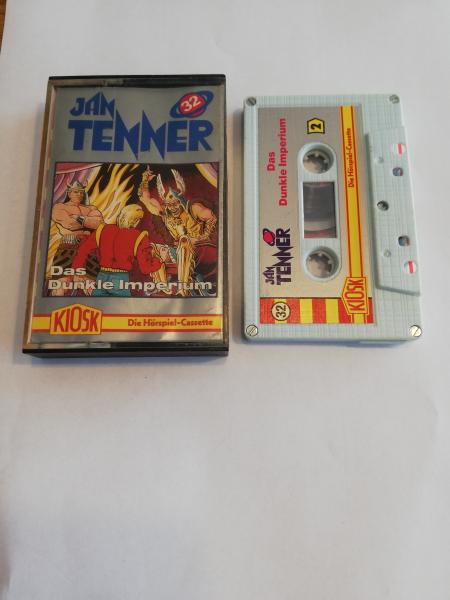 JAN
TENNER
32
Das
Dunkle Imperium
KIOSK
Die Hörspiel-Cassette
Das
Dunkle Imperium
2
JAN
TENNER
32
KIOSK
Die Hörspiel-Cassette